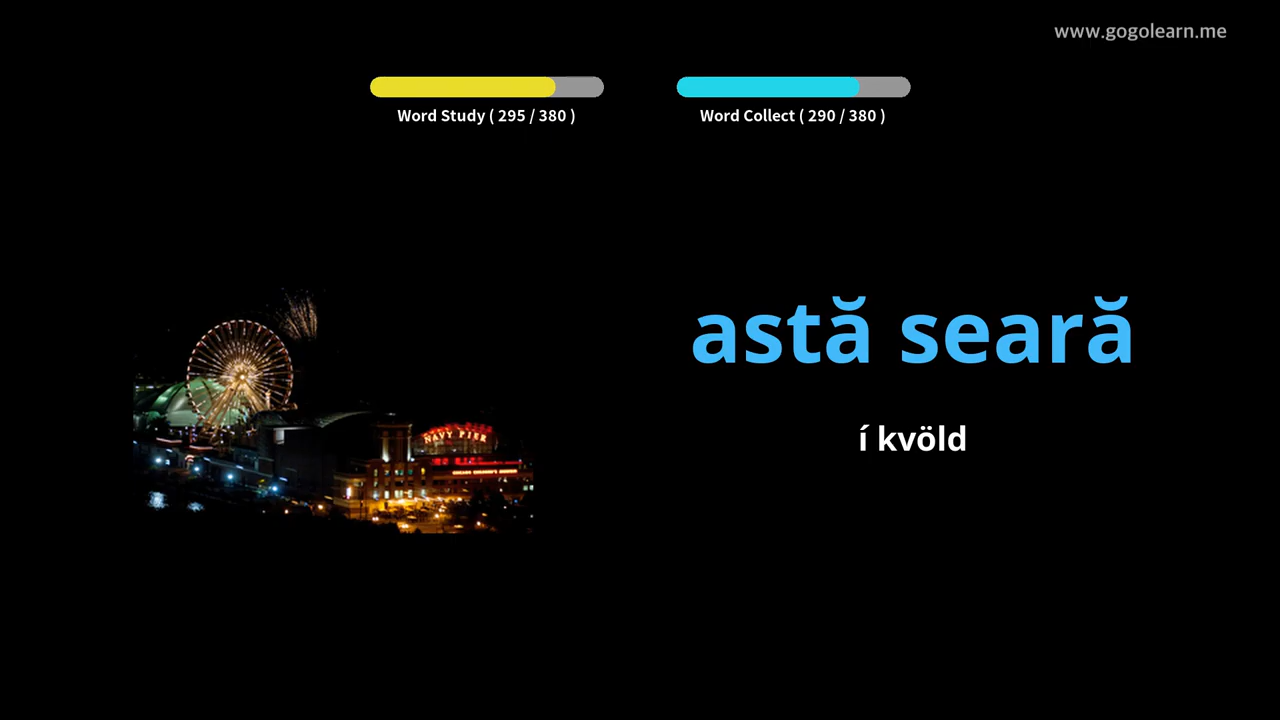 www.gogolearn.me
Word Study ( 295 / 380 )
Word Collect ( 290 / 380 )
astă seară
í kvöld
NAVY PIER